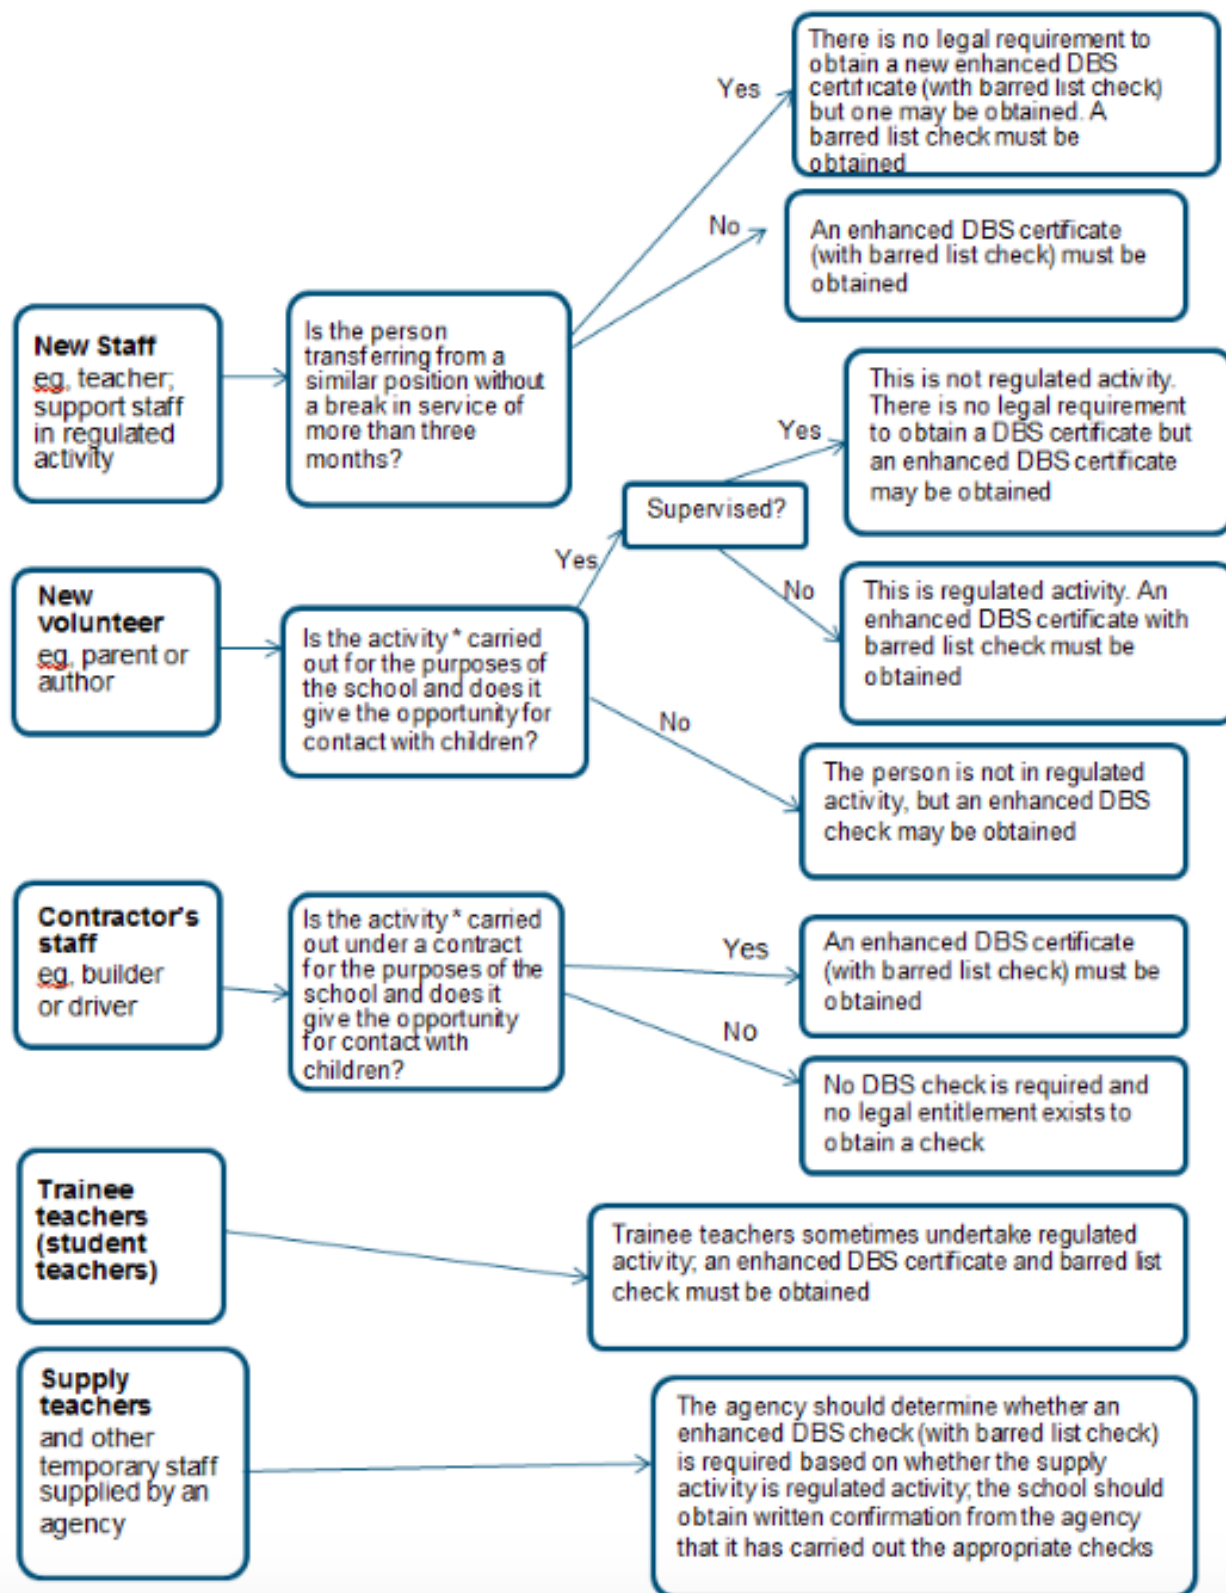 There is no legal requirement to
obtain a new enhanced DBS
certificate (with barred list check)
but one may be obtained. A
barred list check must be
obtained
Yes
No
An enhanced DBS certificate
(with barred list check) must be
obtained
New Staff
eg, teacher;
support staff
in regulated
activity
Is the person
transferring from a
similar position without
a break in service of
more than three
months?
This is not regulated activity.
There is no legal requirement
to obtain a DBS certificate but
an enhanced DBS certificate
may be obtained
Yes
Supervised?
Yes
No
This is regulated activity. An
enhanced DBS certificate with
barred list check must be
obtained
New
volunteer
eg, parent or
author
Is the activity * carried
out for the purposes of
the school and does it
give the opportunity for
contact with children?
No
The person is not in regulated
activity, but an enhanced DBS
check may be obtained
Contractor's
staff
eg, builder
or driver
Is the activity * carried
out under a contract
for the purposes of the
school and does it
give the opportunity
for contact with
children?
Yes
An enhanced DBS certificate
(with barred list check) must be
obtained
No
No DBS check is required and
no legal entitlement exists to
obtain a check
Trainee
teachers
(student
teachers)
Trainee teachers sometimes undertake regulated
activity; an enhanced DBS certificate and barred list
check must be obtained
Supply
teachers
and other
temporary staff
supplied by an
agency
The agency should determine whether an
enhanced DBS check (with barred list check)
is required based on whether the supply
activity is regulated activity; the school should
obtain written confirmation from the agency
that it has carried out the appropriate checks